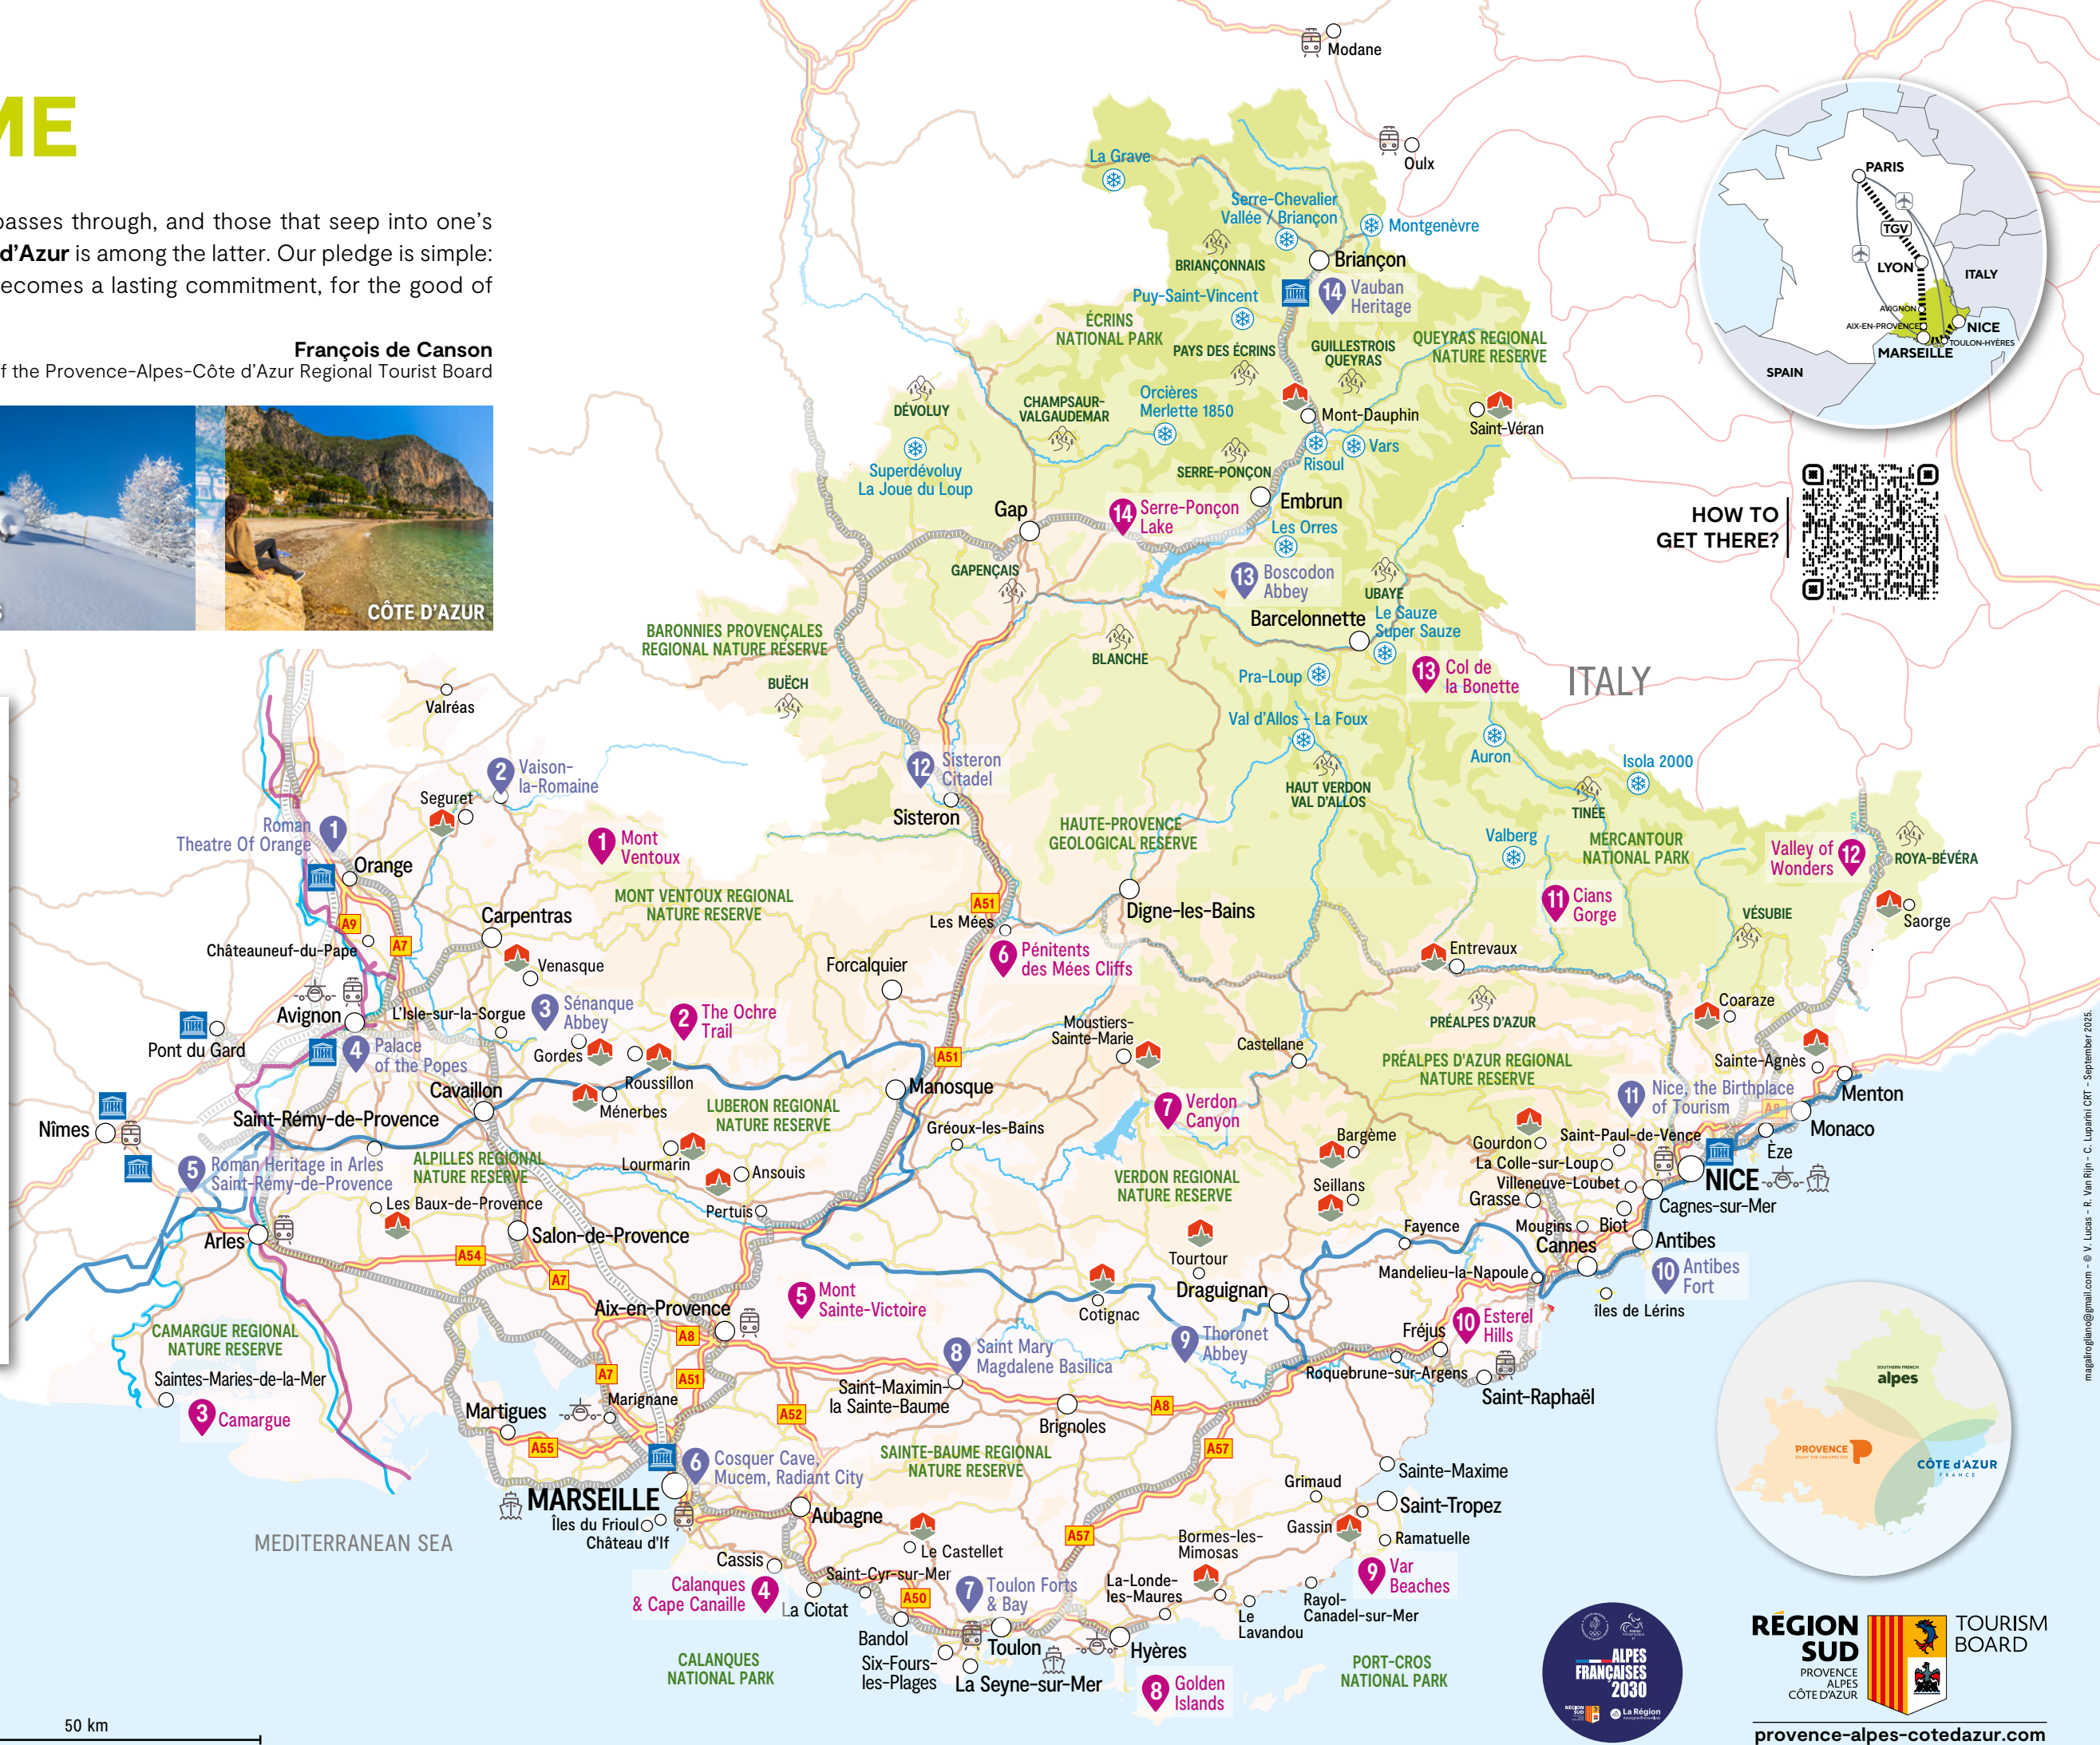 ME
passes through, and those that seep into one's
d'Azur is among the latter. Our pledge is simple:
ecomes a lasting commitment, for the good of
François de Canson
f the Provence-Alpes-Côte d'Azur Regional Tourist Board
S
CÔTE D'AZUR
Modane
Oulx
La Grave
Serre-Chevalier
Vallée / Briançon
Montgenèvre
BRIANÇONNAIS
Briançon
14
Vauban
Heritage
Puy-Saint-Vincent
ÉCRINS
NATIONAL PARK
PAYS DES ÉCRINS
GUILLESTROIS
QUEYRAS
QUEYRAS REGIONAL
NATURE RESERVE
DÉVOLUY
CHAMPSAUR-
VALGAUDEMAR
Orcières
Merlette 1850
Mont-Dauphin
Saint-Véran
Superdévoluy
La Joue du Loup
SERRE-PONÇON
Risoul
Vars
Gap
14
Serre-Ponçon
Lake
Embrun
Les Orres
GAPENÇAIS
13
Boscodon
Abbey
UBAYE
Barcelonnette
Le Sauze
Super Sauze
BARONNIES PROVENÇALES
REGIONAL NATURE RESERVE
BLANCHE
BUËCH
Pra-Loup
13
Col de
la Bonette
ITALY
Val d'Allos - La Foux
Auron
Isola 2000
HAUT VERDON
VAL D'ALLOS
TINÉE
Valréas
2
Vaison-
la-Romaine
12
Sisteron
Citadel
Sisteron
Seguret
Roman
Theatre Of Orange
1
Orange
1
Mont
Ventoux
HAUTE-PROVENCE
GEOLOGICAL RESERVE
Valberg
MERCANTOUR
NATIONAL PARK
Valley of
Wonders
12
ROYA
ROYA-BÉVÉRA
MONT VENTOUX REGIONAL
NATURE RESERVE
A51
Les Mées
Digne-les-Bains
11
Cians
Gorge
VÉSUBIE
Saorge
A9
A7
Châteauneuf-du-Pape
Carpentras
Venasque
Forcalquier
6
Pénitents
des Mées Cliffs
Entrevaux
Avignon
L'Isle-sur-la-Sorgue
3
Sénanque
Abbey
2
The Ochre
Trail
Moustiers-
Sainte-Marie
Castellane
PRÉALPES D'AZUR
Coaraze
Pont du Gard
4
Palace
of the Popes
Gordes
Roussillon
A51
PRÉALPES D'AZUR REGIONAL
NATURE RESERVE
Sainte-Agnès
Cavaillon
Ménerbes
Manosque
LUBERON REGIONAL
NATURE RESERVE
7
Verdon
Canyon
11
Nice, the Birthplace
of Tourism
A8
Menton
Monaco
Nîmes
Saint-Rémy-de-Provence
Gréoux-les-Bains
Bargème
Gourdon
Saint-Paul-de-Vence
Èze
5
Roman Heritage in Arles
Saint-Rémy-de-Provence
ALPILLES REGIONAL
NATURE RESERVE
Lourmarin
Ansouis
VERDON REGIONAL
NATURE RESERVE
Seillans
La Colle-sur-Loup
Villeneuve-Loubet
NICE
Grasse
Cagnes-sur-Mer
Les Baux-de-Provence
Pertuis
Arles
Salon-de-Provence
Fayence
Mougins
Biot
Cannes
Antibes
A54
A7
Tourtour
Mandelieu-la-Napoule
10
Antibes
Fort
Draguignan
îles de Lérins
5
Mont
Sainte-Victoire
Cotignac
Aix-en-Provence
A8
CAMARGUE REGIONAL
NATURE RESERVE
8
Saint Mary
Magdalene Basilica
9
Thoronet
Abbey
Fréjus
10
Esterel
Hills
Roquebrune-sur-Argens
Saint-Raphaël
Saintes-Maries-de-la-Mer
3
Camargue
A7
A51
Marignane
Martigues
A52
Saint-Maximin-
la Sainte-Baume
Brignoles
A8
A55
A57
6
Cosquer Cave,
Mucem, Radiant City
SAINTE-BAUME REGIONAL
NATURE RESERVE
Sainte-Maxime
Grimaud
MARSEILLE
Îles du Frioul
Château d'If
Aubagne
Saint-Tropez
Gassin
Ramatuelle
MEDITERRANEAN SEA
Le Castellet
A57
Bormes-les-
Mimosas
Cassis
Saint-Cyr-sur-Mer
Calanques
& Cape Canaille
4
La Ciotat
A50
7
Toulon Forts
& Bay
La-Londe-
les-Maures
Le
Lavandou
Rayol-
Canadel-sur-Mer
9
Var
Beaches
Bandol
Six-Fours-
les-Plages
Toulon
La Seyne-sur-Mer
Hyères
CALANQUES
NATIONAL PARK
8
Golden
Islands
PORT-CROS
NATIONAL PARK
50 km
PARIS
TGV
LYON
ITALY
AVIGNON
AIX-EN-PROVENCE
NICE
TOULON-HYÈRES
MARSEILLE
SPAIN
HOW TO
GET THERE?
magalirogliano@gmail.com - © V. Lucas - R. Van Rijn - C. Luparini CRT - September 2025.
SOUTHERN FRENCH
alpes
PROVENCE
ENJOY THE UNEXPECTED
CÔTE d'AZUR
FRANCE
ALPES
FRANÇAISES
2030
RÉGION
SUD
La Région
RÉGION
SUD
PROVENCE
ALPES
CÔTE D'AZUR
TOURISM
BOARD
provence-alpes-cotedazur.com